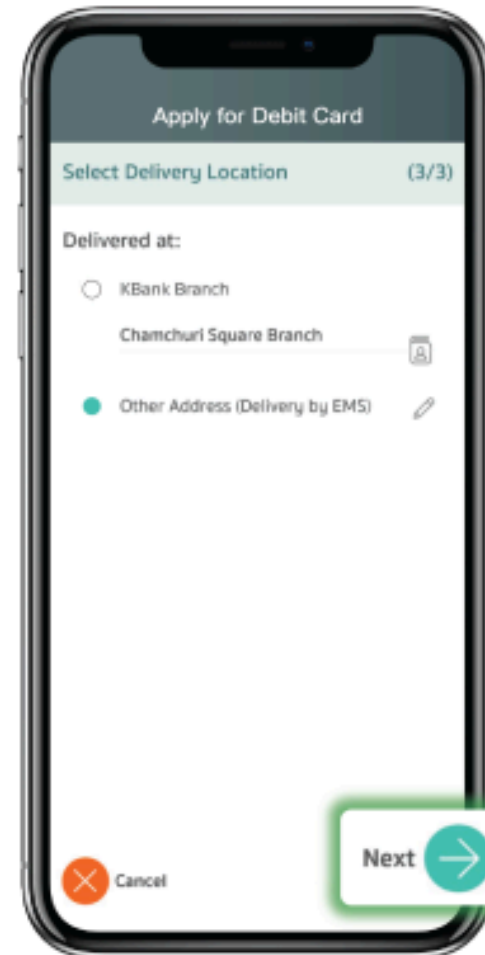 Apply for Debit Card
Select Delivery Location (3/3)
Delivered at:
KBank Branch
Chamchuri Square Branch
Other Address (Delivery by EMS)
Cancel
Next